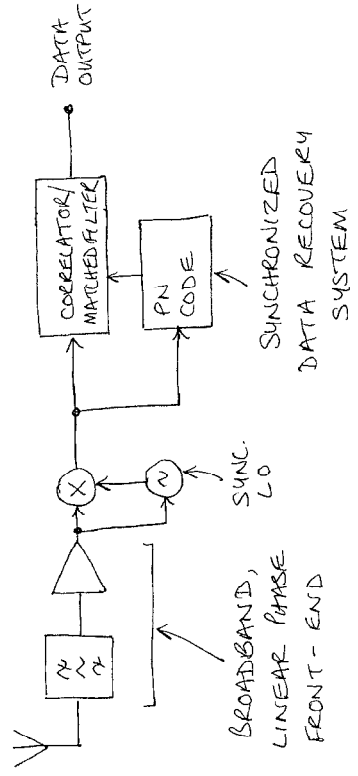 DATA
OUTPUT
CORRELATOR/
MATCHED FILTER
PN
CODE
SYNCHRONIZED
DATA RECOVERY
SYSTEM
X
~
SYNC.
LO
~
~
~
BROADBAND,
LINEAR PHASE
FRONT-END